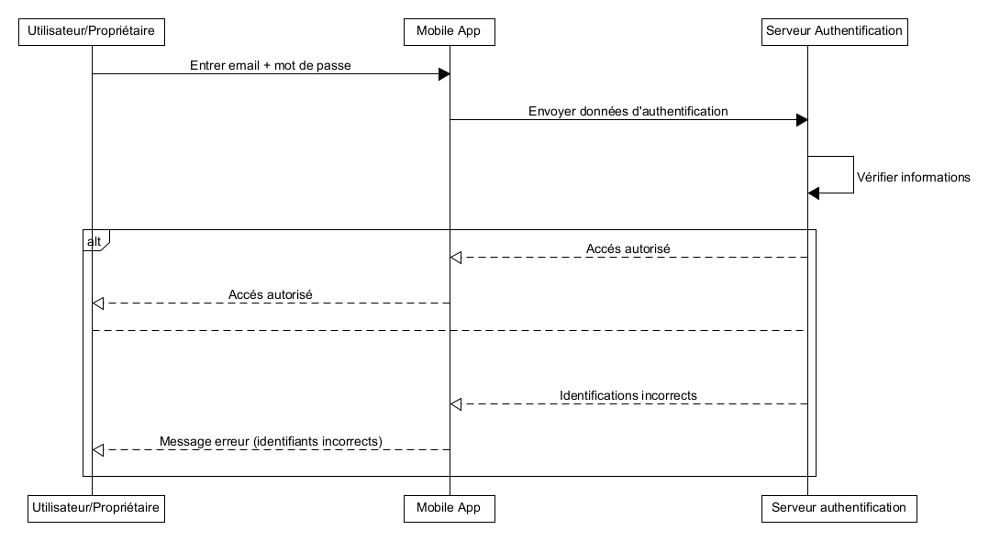 Utilisateur/Propriétaire
Mobile App
Serveur Authentification
Entrer email + mot de passe
Envoyer données d'authentification
Vérifier informations
alt
Accés autorisé
Accés autorisé
Identifications incorrects
Message erreur (identifiants incorrects)
Utilisateur/Propriétaire
Mobile App
Serveur authentification